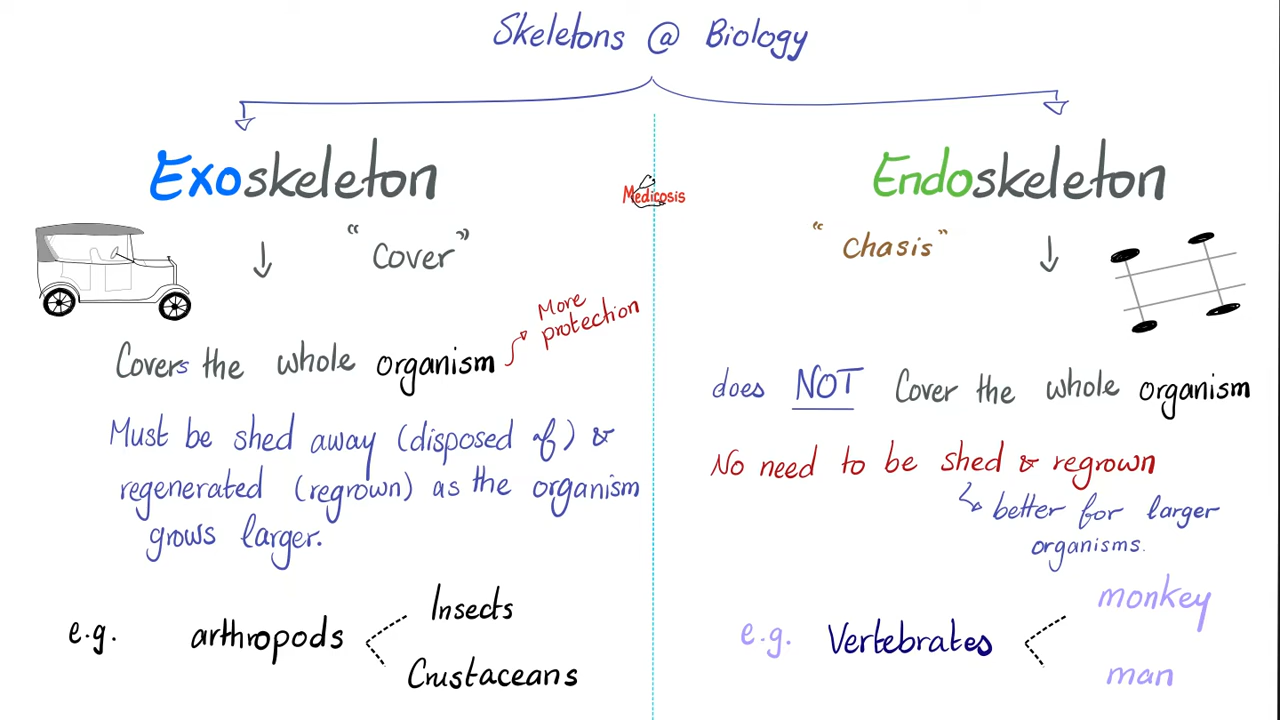 Skeletons @ Biology
Exoskeleton
"Cover"
More
protection
Covers the whole organism
Must be shed away (disposed of) &
regenerated (regrown) as the organism
grows larger.
e.g. arthropods
Insects
Crustaceans
Medicosis
Endoskeleton
"Chasis"
does NOT Cover the whole organism
No need to be shed & regrown
better for larger
organisms.
e.g. Vertebrates
monkey
man